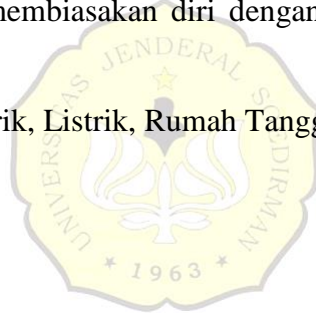 membiasakan diri dengan
rik, Listrik, Rumah Tangg
UNIVERSITAS JENDERAL SOEDIRMAN
* 1963 *